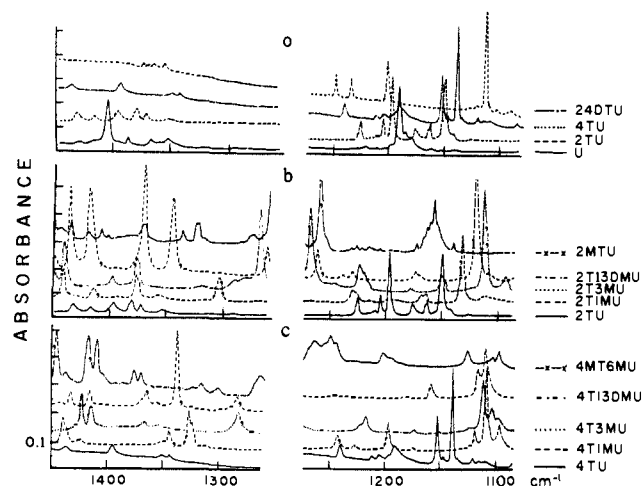 ABSORBANCE
a
24DTU
4TU
2TU
U
b
2MTU
2T13DMU
2T3MU
2T1MU
2TU
c
4MT6MU
4T13DMU
4T3MU
4T1MU
4TU
0.1
1400 1300 1200 1100 cm⁻¹